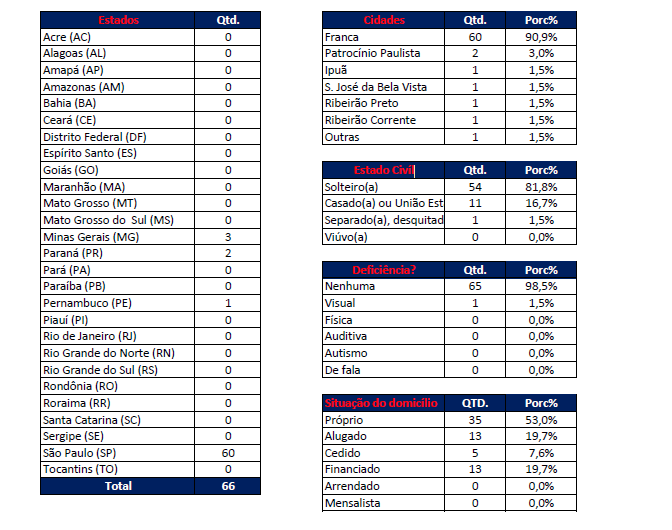 Estados Qtd.
Acre (AC) 0
Alagoas (AL) 0
Amapá (AP) 0
Amazonas (AM) 0
Bahia (BA) 0
Ceará (CE) 0
Distrito Federal (DF) 0
Espírito Santo (ES) 0
Goiás (GO) 0
Maranhão (MA) 0
Mato Grosso (MT) 0
Mato Grosso do Sul (MS) 0
Minas Gerais (MG) 3
Paraná (PR) 2
Pará (PA) 0
Paraíba (PB) 0
Pernambuco (PE) 1
Piauí (PI) 0
Rio de Janeiro (RJ) 0
Rio Grande do Norte (RN) 0
Rio Grande do Sul (RS) 0
Rondônia (RO) 0
Roraima (RR) 0
Santa Catarina (SC) 0
Sergipe (SE) 0
São Paulo (SP) 60
Tocantins (TO) 0
Total 66
Cidades Qtd. Porc%
Franca 60 90,9%
Patrocínio Paulista 2 3,0%
Ipuã 1 1,5%
S. José da Bela Vista 1 1,5%
Ribeirão Preto 1 1,5%
Ribeirão Corrente 1 1,5%
Outras 1 1,5%
Estado Civil Qtd. Porc%
Solteiro(a) 54 81,8%
Casado(a) ou União Est 11 16,7%
Separado(a), desquitad 1 1,5%
Viúvo(a) 0 0,0%
Deficiência? Qtd. Porc%
Nenhuma 65 98,5%
Visual 1 1,5%
Física 0 0,0%
Auditiva 0 0,0%
Autismo 0 0,0%
De fala 0 0,0%
Situação do domicilio QTD. Porc%
Próprio 35 53,0%
Alugado 13 19,7%
Cedido 5 7,6%
Financiado 13 19,7%
Arrendado 0 0,0%
Mensalista 0 0,0%